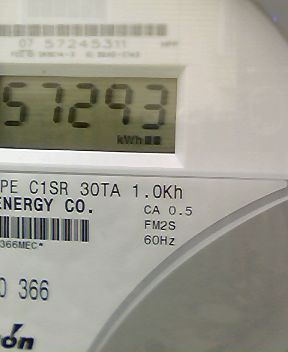 07 57245311
57293
kWh
PE C1SR 30TA 1.0Kh
ENERGY CO.
CA 0.5
FM2S
366MEC*
60Hz
0 366
ón